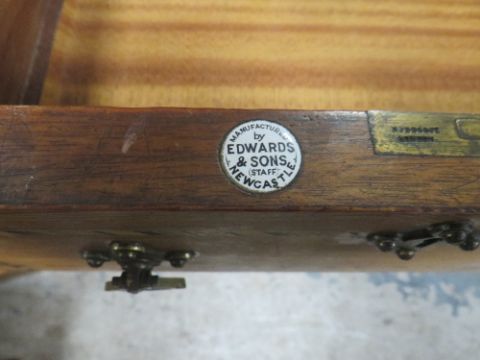 MANUFACTURED
by
EDWARDS
& SONS
(STAFF)
NEWCASTLE